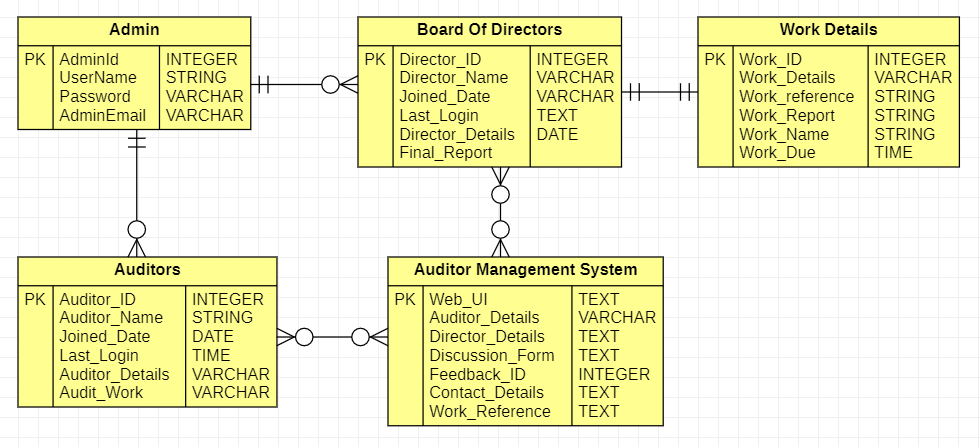 Admin
PK AdminId INTEGER
UserName STRING
Password VARCHAR
AdminEmail VARCHAR
Board Of Directors
PK Director_ID INTEGER
Director_Name VARCHAR
Joined_Date VARCHAR
Last_Login TEXT
Director_Details DATE
Final_Report
Work Details
PK Work_ID INTEGER
Work_Details VARCHAR
Work_reference STRING
Work_Report STRING
Work_Name STRING
Work_Due TIME
Auditors
PK Auditor_ID INTEGER
Auditor_Name STRING
Joined_Date DATE
Last_Login TIME
Auditor_Details VARCHAR
Audit_Work VARCHAR
Auditor Management System
PK Web_UI TEXT
Auditor_Details VARCHAR
Director_Details TEXT
Discussion_Form TEXT
Feedback_ID INTEGER
Contact_Details TEXT
Work_Reference TEXT